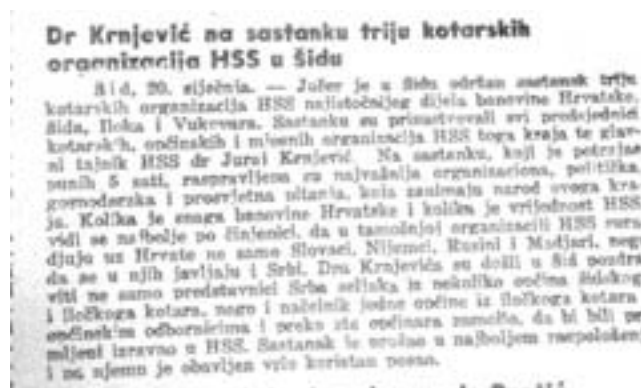 Dr Krnjević na sastanku triju kotarskih
organizacija HSS u Šidu
Šid, 20. siječnja. — Jučer je u Šidu održan sastanak triju
kotarskih organizacija HSS najistočnijeg dijela banovine Hrvatske,
Šida, Iloka i Vukovara. Sastanku su prisustvovali svi predsjednici
kotarskih, općinskih i mjesnih organizacija HSS toga kraja te glav-
ni tajnik HSS dr Juraj Krnjević. Na sastanku, koji je potrajao
punih 5 sati, raspravljena su najvažnija organizaciona, politička,
gospodarska i prosvjetna pitanja, koja zanimaju narod ovoga kra-
ja. Kolika je snaga banovine Hrvatske i kolika je vrijednost HSS
vidi se najbolje po činjenici, da u tamošnjoj organizaciji HSS sura-
djuju uz Hrvate ne samo Slovaci, Nijemci, Rusini i Madjari, neg
da se u njih javljaju i Srbi. Dra Krnjevića su došli u Šid pozdra
viti ne samo predstavnici Srba seljaka iz nekoliko općina šidskog
i iločkoga kotara, nego i načelnik jedne općine iz iločkoga kotara
općinskim odbornicima i preko sto općinara zamolio, da bi bili pr
mljeni izravno u HSS. Sastanak je prošao u najboljem raspoložen
i na njemu je obavljen vrlo koristan posao.